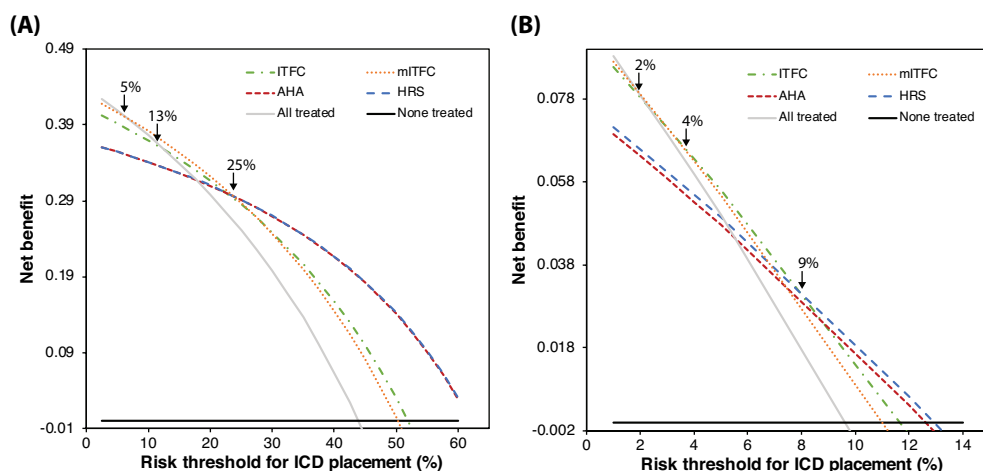 (A)
Net benefit
0.49
0.39
0.29
0.19
0.09
-0.01
ITFC
mITFC
AHA
HRS
All treated
None treated
5%
13%
25%
0 10 20 30 40 50 60
Risk threshold for ICD placement (%)
(B)
Net benefit
0.078
0.058
0.038
0.018
-0.002
ITFC
mITFC
AHA
HRS
All treated
None treated
2%
4%
9%
0 2 4 6 8 10 12 14
Risk threshold for ICD placement (%)